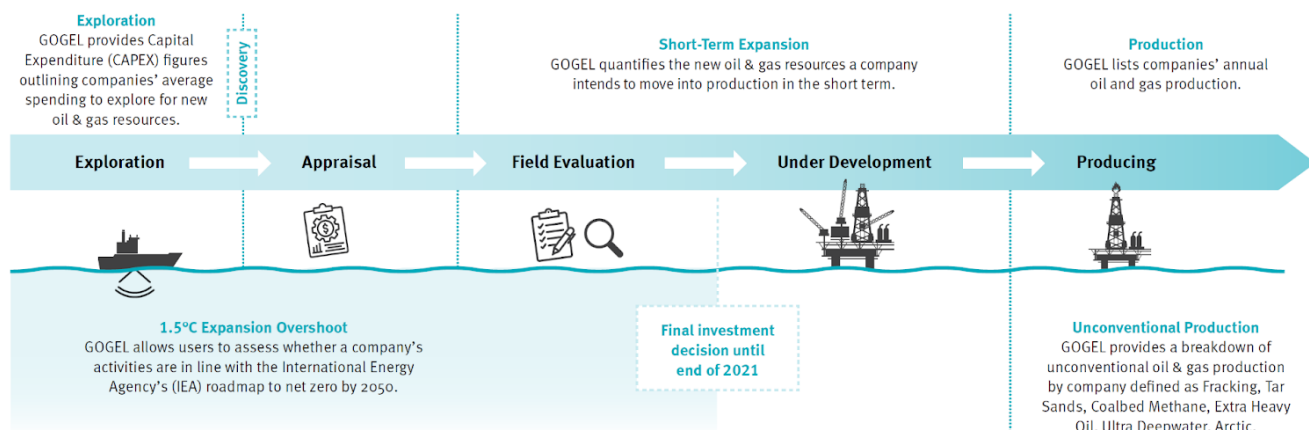 Exploration
GOGEL provides Capital
Expenditure (CAPEX) figures
outlining companies' average
spending to explore for new
oil & gas resources.
Discovery
Short-Term Expansion
GOGEL quantifies the new oil & gas resources a company
intends to move into production in the short term.
Production
GOGEL lists companies' annual
oil and gas production.
Exploration
Appraisal
Field Evaluation
Under Development
Producing
$
1.5°C Expansion Overshoot
GOGEL allows users to assess whether a company's
activities are in line with the International Energy
Agency's (IEA) roadmap to net zero by 2050.
Final investment
decision until
end of 2021
Unconventional Production
GOGEL provides a breakdown of
unconventional oil & gas production
by company defined as Fracking, Tar
Sands, Coalbed Methane, Extra Heavy
Oil, Ultra Deepwater, Arctic.